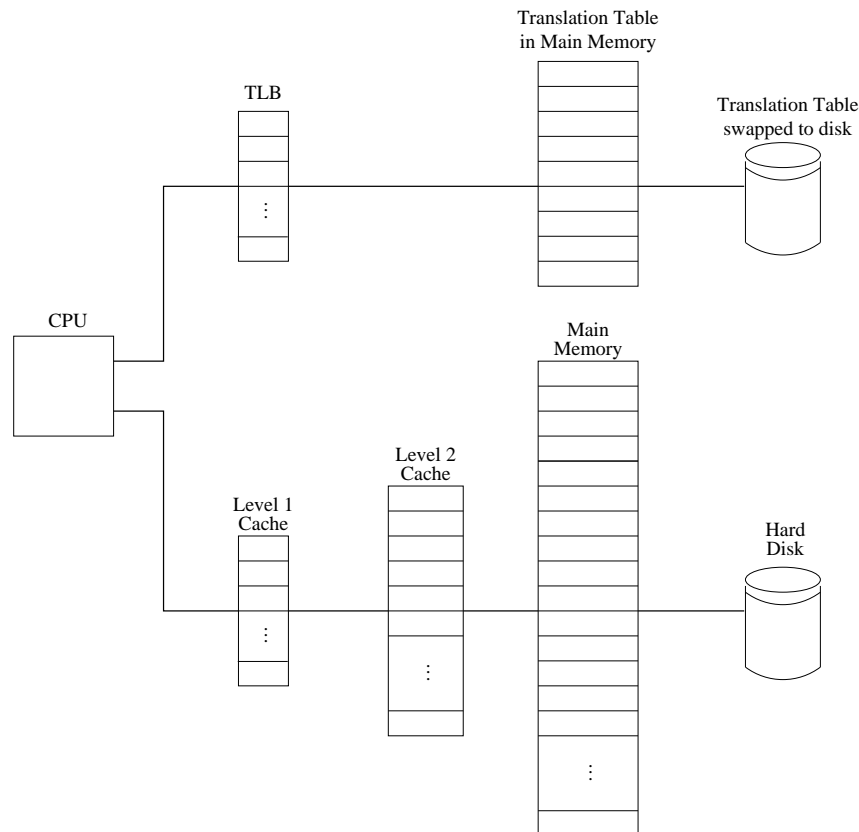 Translation Table
in Main Memory
TLB
Translation Table
swapped to disk
...
CPU
Main
Memory
Level 2
Cache
Level 1
Cache
Hard
Disk
...
...
...